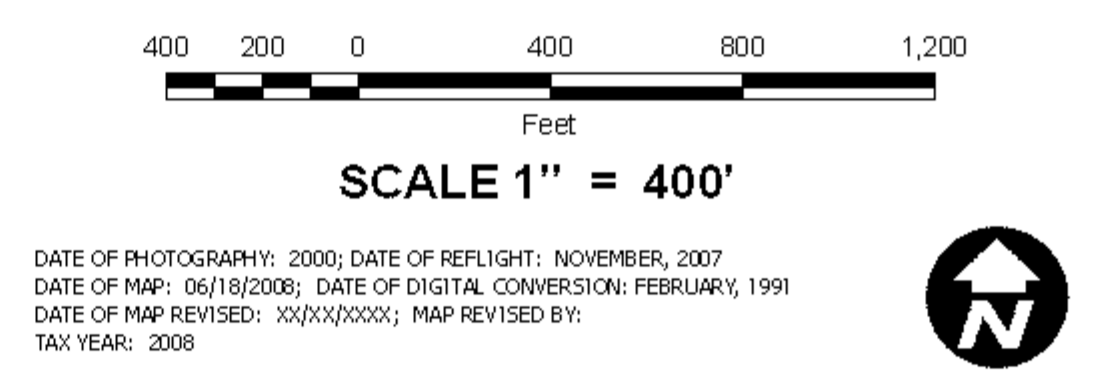 400 200 0 400 800 1,200
Feet
SCALE 1” = 400’
DATE OF PHOTOGRAPHY: 2000; DATE OF REFLIGHT: NOVEMBER, 2007
DATE OF MAP: 06/18/2008; DATE OF DIGITAL CONVERSION: FEBRUARY, 1991
DATE OF MAP REVISED: XX/XX/XXXX; MAP REVISED BY:
TAX YEAR: 2008
N